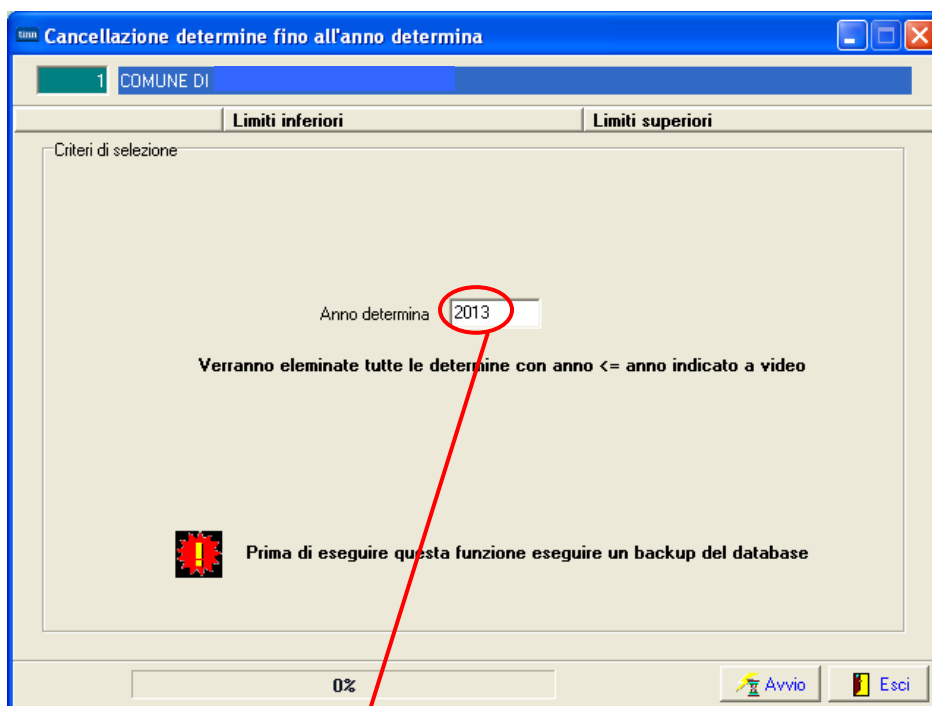 tinn Cancellazione determine fino all'anno determina
1 COMUNE DI
Limiti inferiori Limiti superiori
Criteri di selezione
Anno determina 2013
Verranno eleminate tutte le determine con anno <= anno indicato a video
Prima di eseguire questa funzione eseguire un backup del database
0% Avvio Esci